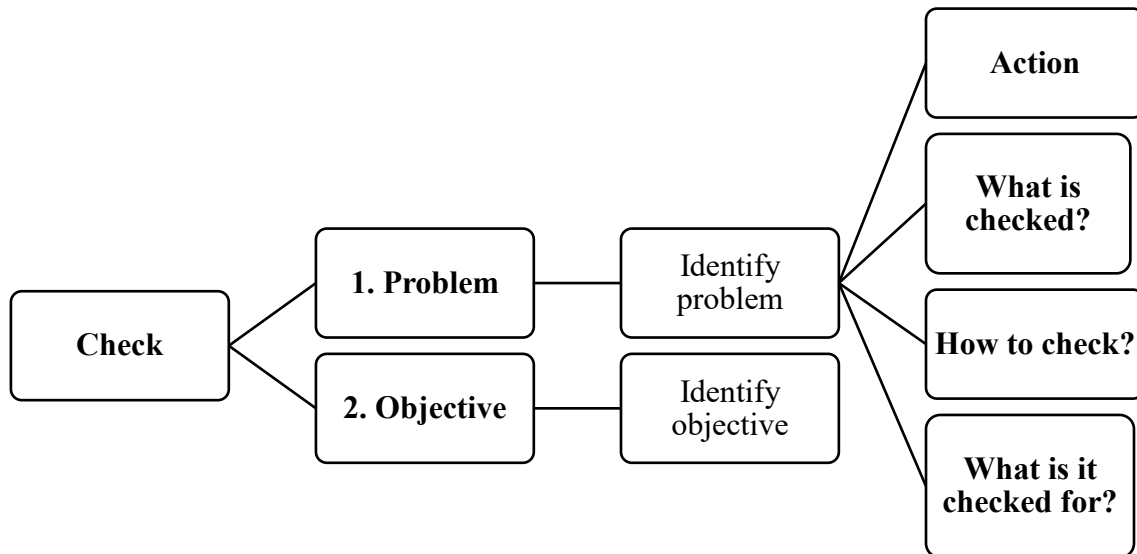 Check
1. Problem
2. Objective
Identify
problem
Identify
objective
Action
What is
checked?
How to check?
What is it
checked for?